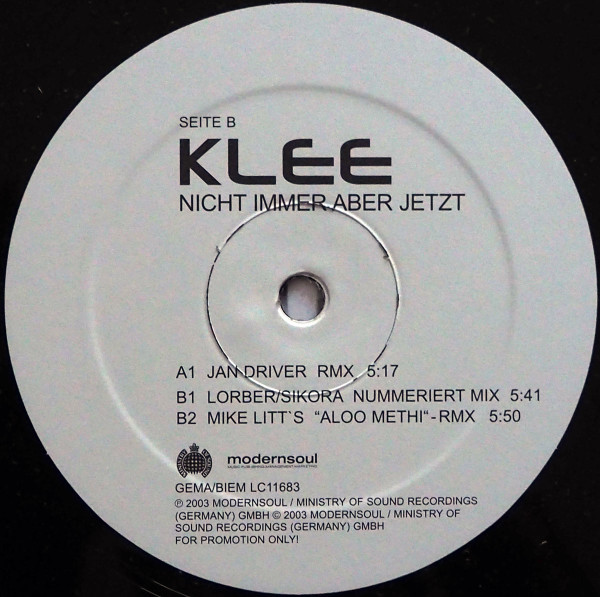 SEITE B
KLEE
NICHT IMMER ABER JETZT
A1 JAN DRIVER RMX 5:17
B1 LORBER/SIKORA NUMMERIERT MIX 5:41
B2 MIKE LITT`S “ALOO METHI“-RMX 5:50
modernsoul
GEMA/BIEM LC11683
℗ 2003 MODERNSOUL / MINISTRY OF SOUND RECORDINGS
(GERMANY) GMBH © 2003 MODERNSOUL / MINISTRY OF
SOUND RECORDINGS (GERMANY) GMBH
FOR PROMOTION ONLY!